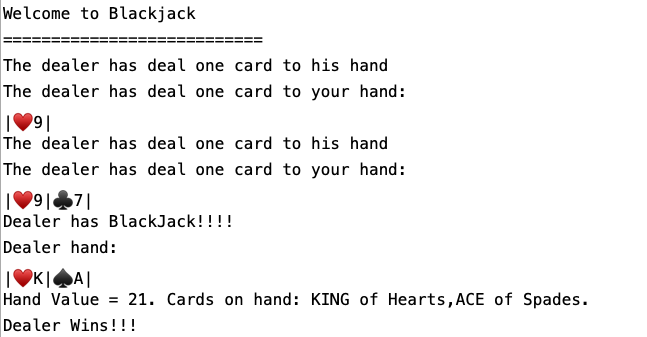 Welcome to Blackjack
===========================
The dealer has deal one card to his hand
The dealer has deal one card to your hand:
|♥️9|
The dealer has deal one card to his hand
The dealer has deal one card to your hand:
|♥️9|♣️7|
Dealer has BlackJack!!!!
Dealer hand:
|♥️K|♠️A|
Hand Value = 21. Cards on hand: KING of Hearts,ACE of Spades.
Dealer Wins!!!